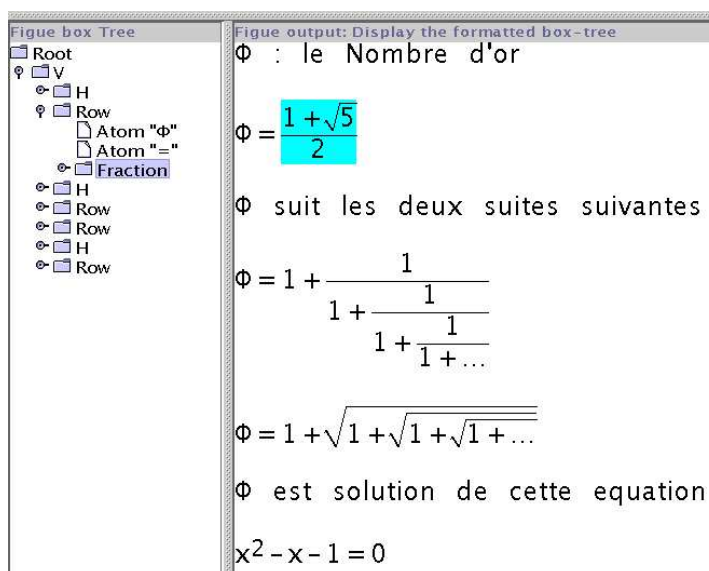 Figue box Tree
Root
V
H
Row
Atom "Φ"
Atom "="
Fraction
H
Row
Row
H
Row
Figue output: Display the formatted box-tree
Φ : le Nombre d'or
Φ = (1 + √5)/2
Φ suit les deux suites suivantes
Φ = 1 + 1/(1 + 1/(1 + 1/(1 + ...)))
Φ = 1 + √(1 + √(1 + √(1 + ...)))
Φ est solution de cette equation
x² - x - 1 = 0